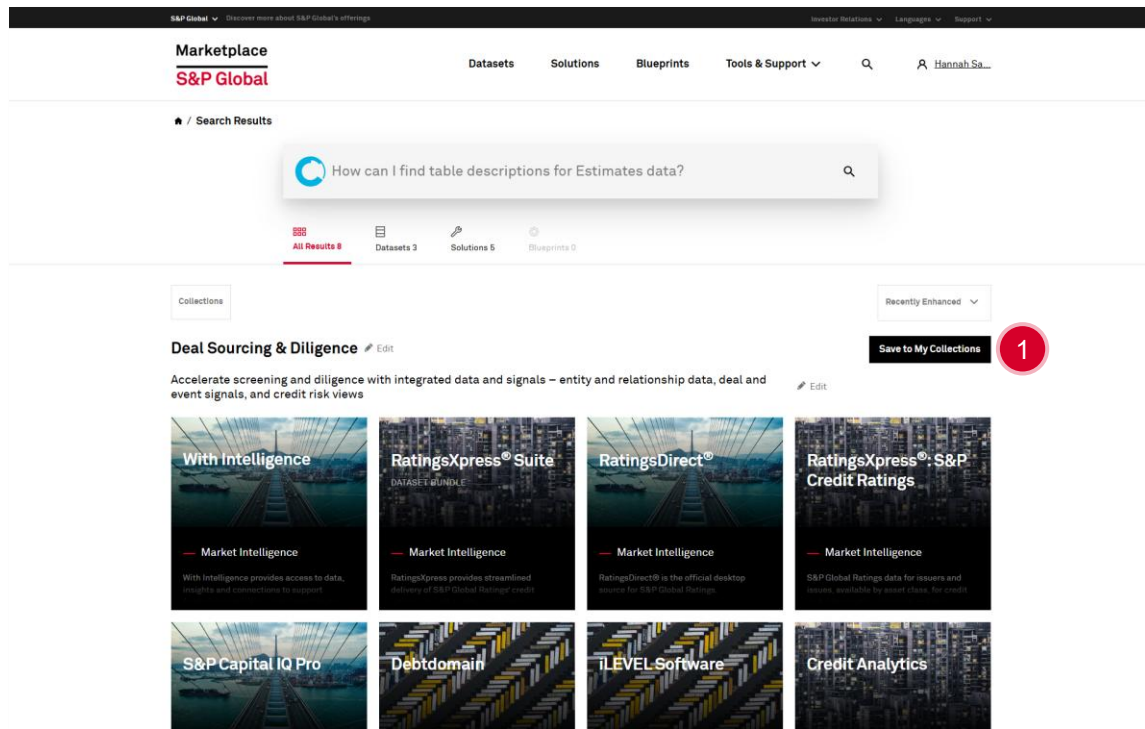 S&P Global Discover more about S&P Global's offerings Investor Relations Languages Support
Marketplace
S&P Global
Datasets Solutions Blueprints Tools & Support Hannah Sa...
/ Search Results
How can I find table descriptions for Estimates data?
All Results 8 Datasets 3 Solutions 5 Blueprints 0
Collections Recently Enhanced
Deal Sourcing & Diligence Edit Save to My Collections 1
Accelerate screening and diligence with integrated data and signals – entity and relationship data, deal and
event signals, and credit risk views
Edit
With Intelligence
— Market Intelligence
With Intelligence provides access to data,
insights and connections to support
RatingsXpress® Suite
DATASET BUNDLE
— Market Intelligence
RatingsXpress provides streamlined
delivery of S&P Global Ratings' credit
RatingsDirect®
— Market Intelligence
RatingsDirect® is the official desktop
source for S&P Global Ratings
RatingsXpress®: S&P
Credit Ratings
— Market Intelligence
S&P Global Ratings data for issuers and
issues, available by asset class, for credit
S&P Capital IQ Pro
Debtdomain
iLEVEL Software
Credit Analytics